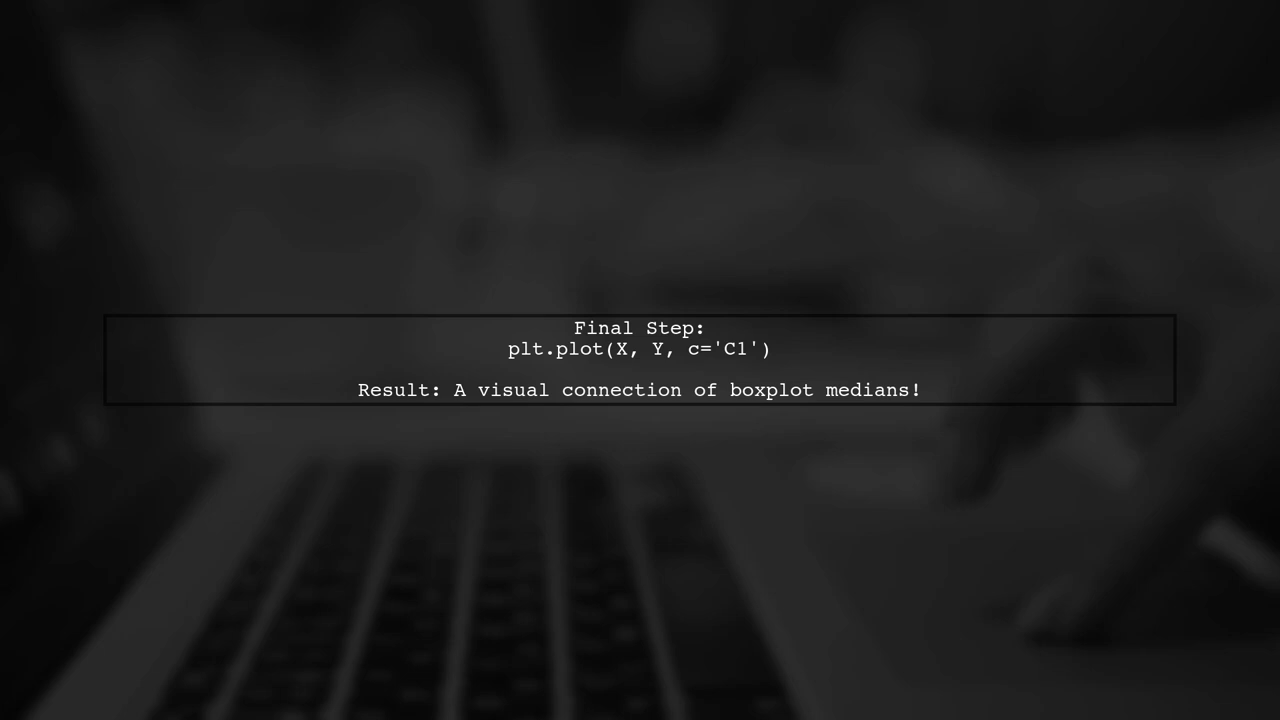 Final Step:
plt.plot(X, Y, c='C1')
Result: A visual connection of boxplot medians!